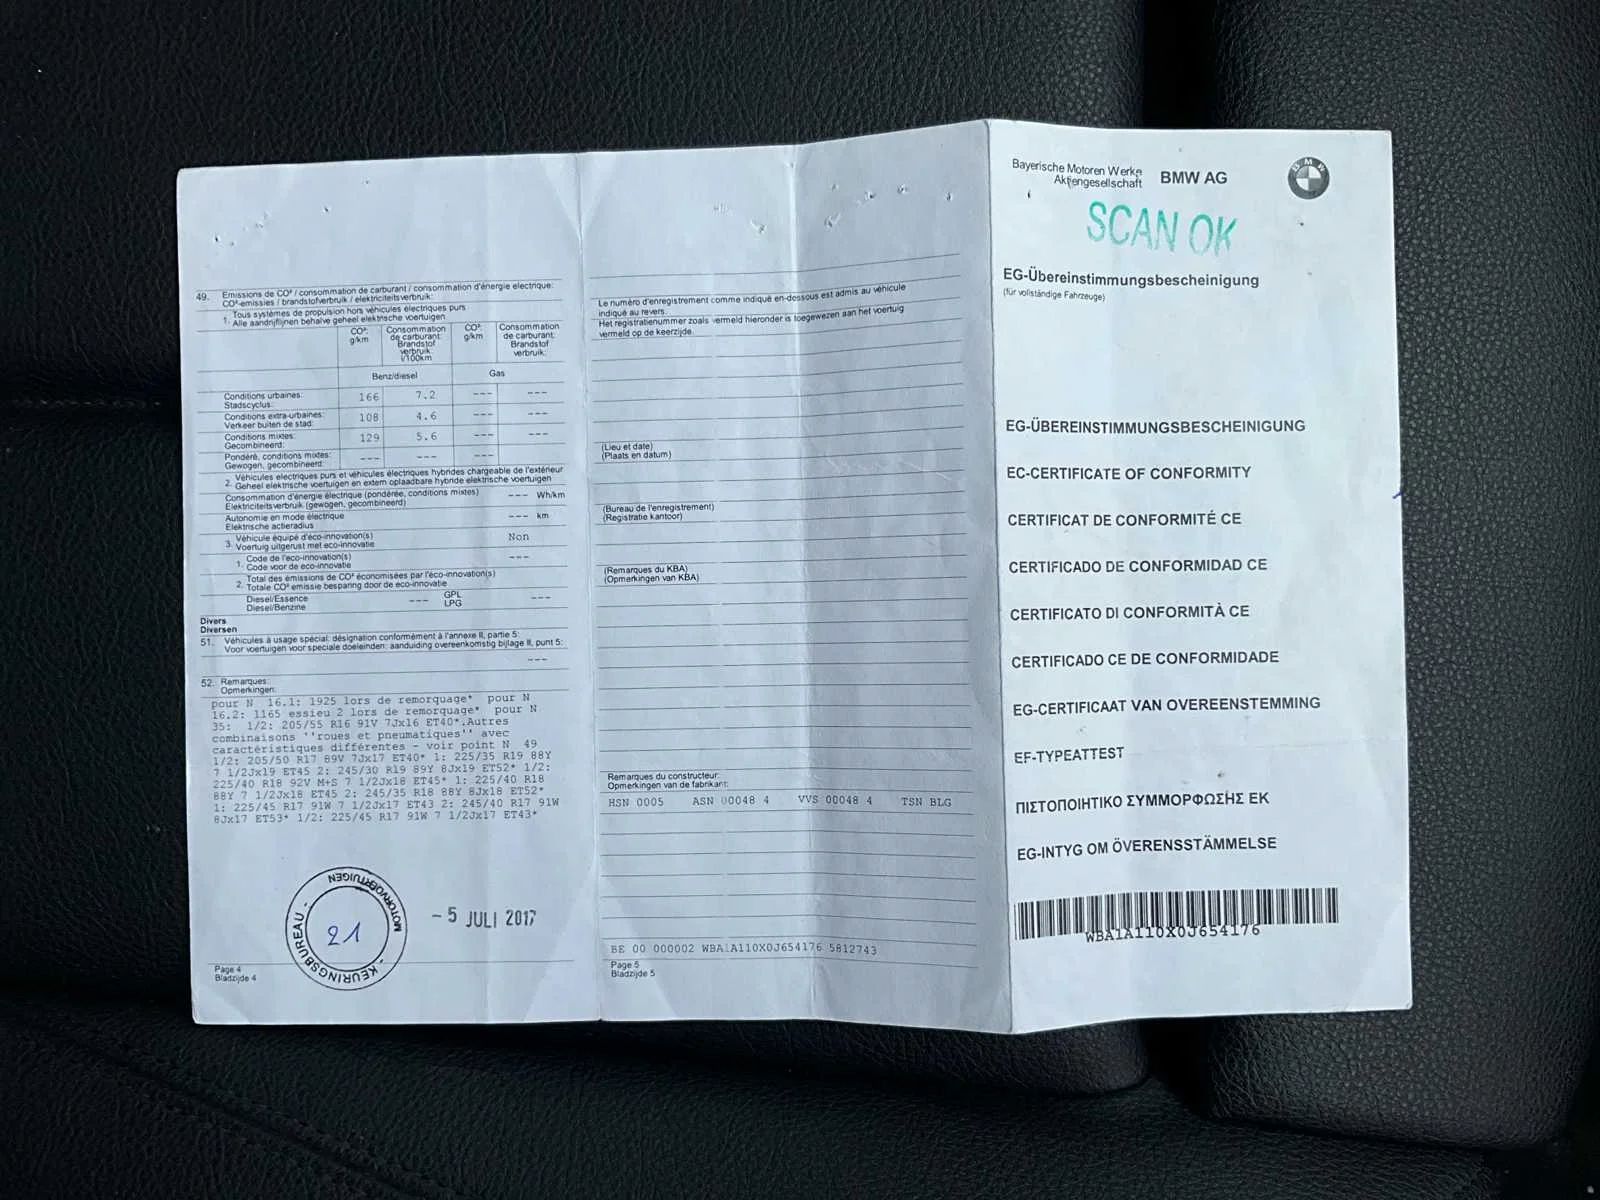 49. Emissions de CO² / consommation de carburant / consommation d'énergie electrique:
CO²-emissies / brandstofverbruik / elektriciteitsverbruik:
1. Tous systèmes de propulsion hors véhicules électriques purs
Alle aandrijflijnen behalve geheel elektrische voertuigen
CO²: g/km
Consommation de carburant: Brandstof verbruik: l/100km
CO²: g/km
Consommation de carburant: Brandstof verbruik:
Benz/diesel
Gas
Conditions urbaines: 166 7.2 --- ---
Stadscyclus:
Conditions extra-urbaines: 108 4.6 --- ---
Verkeer buiten de stad:
Conditions mixtes: 129 5.6 --- ---
Gecombineerd:
Pondéré, conditions mixtes: --- --- --- ---
Gewogen, gecombineerd:
2. Véhicules électriques purs et véhicules électriques hybrides chargeable de l'extérieur
Geheel elektrische voertuigen en extern oplaadbare hybride elektrische voertuigen
Consommation d'énergie électrique (pondérée, conditions mixtes) --- Wh/km
Elektriciteitsverbruik (gewogen, gecombineerd)
Autonomie en mode électrique --- km
Elektrische actieradius
3. Véhicule équipé d'éco-innovation(s) Non
Voertuig uitgerust met eco-innovatie
1. Code de l'eco-innovation(s) ---
Code voor de eco-innovatie
2. Total des émissions de CO² économisées par l'éco-innovation(s)
Totale CO² emissie besparing door de eco-innovatie
Diesel/Essence --- GPL ---
Diesel/Benzine LPG
Divers
Diversen
51. Véhicules à usage spécial: désignation conformément à l'annexe II, partie 5:
Voor voertuigen voor speciale doeleinden: aanduiding overeenkomstig bijlage II, punt 5:
---
52. Remarques:
Opmerkingen:
pour N 16.1: 1925 lors de remorquage* pour N
16.2: 1165 essieu 2 lors de remorquage* pour N
35: 1/2: 205/55 R16 91V 7Jx16 ET40*.Autres
combinaisons ''roues et pneumatiques'' avec
caractéristiques différentes - voir point N 49
1/2: 205/50 R17 89V 7Jx17 ET40* 1: 225/35 R19 88Y
7 1/2Jx19 ET45 2: 245/30 R19 89Y 8Jx19 ET52* 1/2:
225/40 R18 92V M+S 7 1/2Jx18 ET45* 1: 225/40 R18
88Y 7 1/2Jx18 ET45 2: 245/35 R18 88Y 8Jx18 ET52*
1: 225/45 R17 91W 7 1/2Jx17 ET43 2: 245/40 R17 91W
8Jx17 ET53* 1/2: 225/45 R17 91W 7 1/2Jx17 ET43*
KEURINGSBUREAU - MOTORVOERTUIGEN -
21
- 5 JULI 2017
Page 4
Bladzijde 4
Le numéro d'enregistrement comme indiqué en-dessous est admis au véhicule
indiqué au revers.
Het registratienummer zoals vermeld hieronder is toegewezen aan het voertuig
vermeld op de keerzijde.
(Lieu et date)
(Plaats en datum)
(Bureau de l'enregistrement)
(Registratie kantoor)
(Remarques du KBA)
(Opmerkingen van KBA)
Remarques du constructeur:
Opmerkingen van de fabrikant:
HSN 0005 ASN 00048 4 VVS 00048 4 TSN BLG
BE 00 000002 WBA1A110X0J654176 5812743
Page 5
Bladzijde 5
Bayerische Motoren Werke
Aktiengesellschaft
BMW AG
BMW
SCAN OK
EG-Übereinstimmungsbescheinigung
(für vollständige Fahrzeuge)
EG-ÜBEREINSTIMMUNGSBESCHEINIGUNG
EC-CERTIFICATE OF CONFORMITY
CERTIFICAT DE CONFORMITÉ CE
CERTIFICADO DE CONFORMIDAD CE
CERTIFICATO DI CONFORMITÀ CE
CERTIFICADO CE DE CONFORMIDADE
EG-CERTIFICAAT VAN OVEREENSTEMMING
EF-TYPEATTEST
ΠΙΣΤΟΠΟΙΗΤΙΚΟ ΣΥΜΜΟΡΦΩΣΗΣ ΕΚ
EG-INTYG OM ÖVERENSSTÄMMELSE
WBA1A110X0J654176